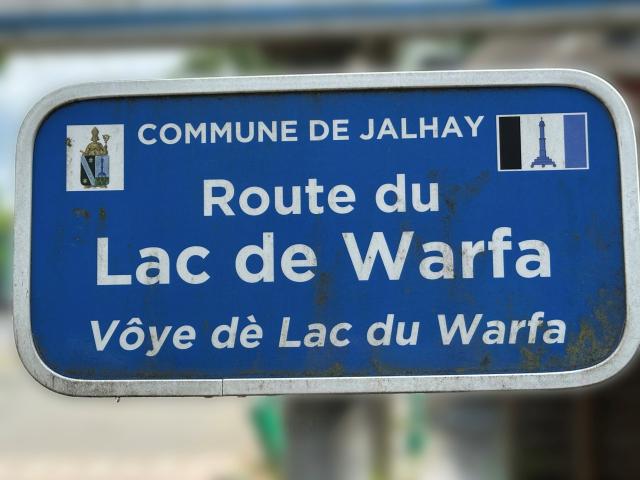 COMMUNE DE JALHAY
Route du
Lac de Warfa
Vôye dè Lac du Warfa